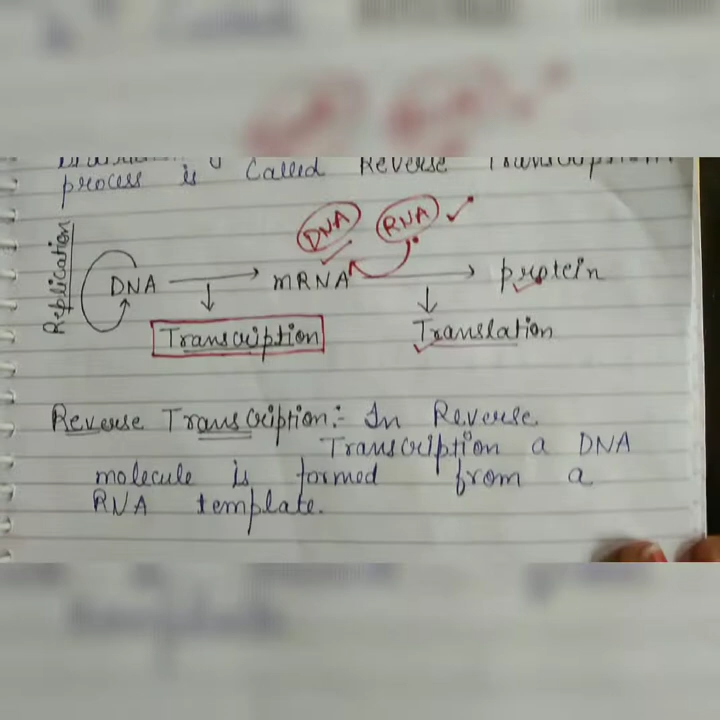 process is called Reverse
DNA RNA
Replication
DNA → mRNA → protein
Transcription Translation
Reverse Transcription:- In Reverse
Transcription a DNA
molecule is formed from a
RNA template.